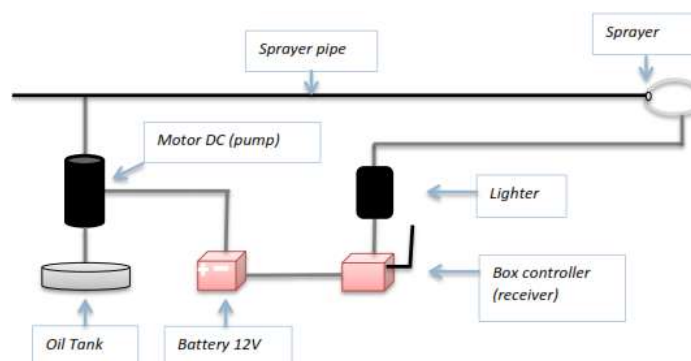 Sprayer
Sprayer pipe
Motor DC (pump)
Lighter
Box controller
(receiver)
Oil Tank
Battery 12V